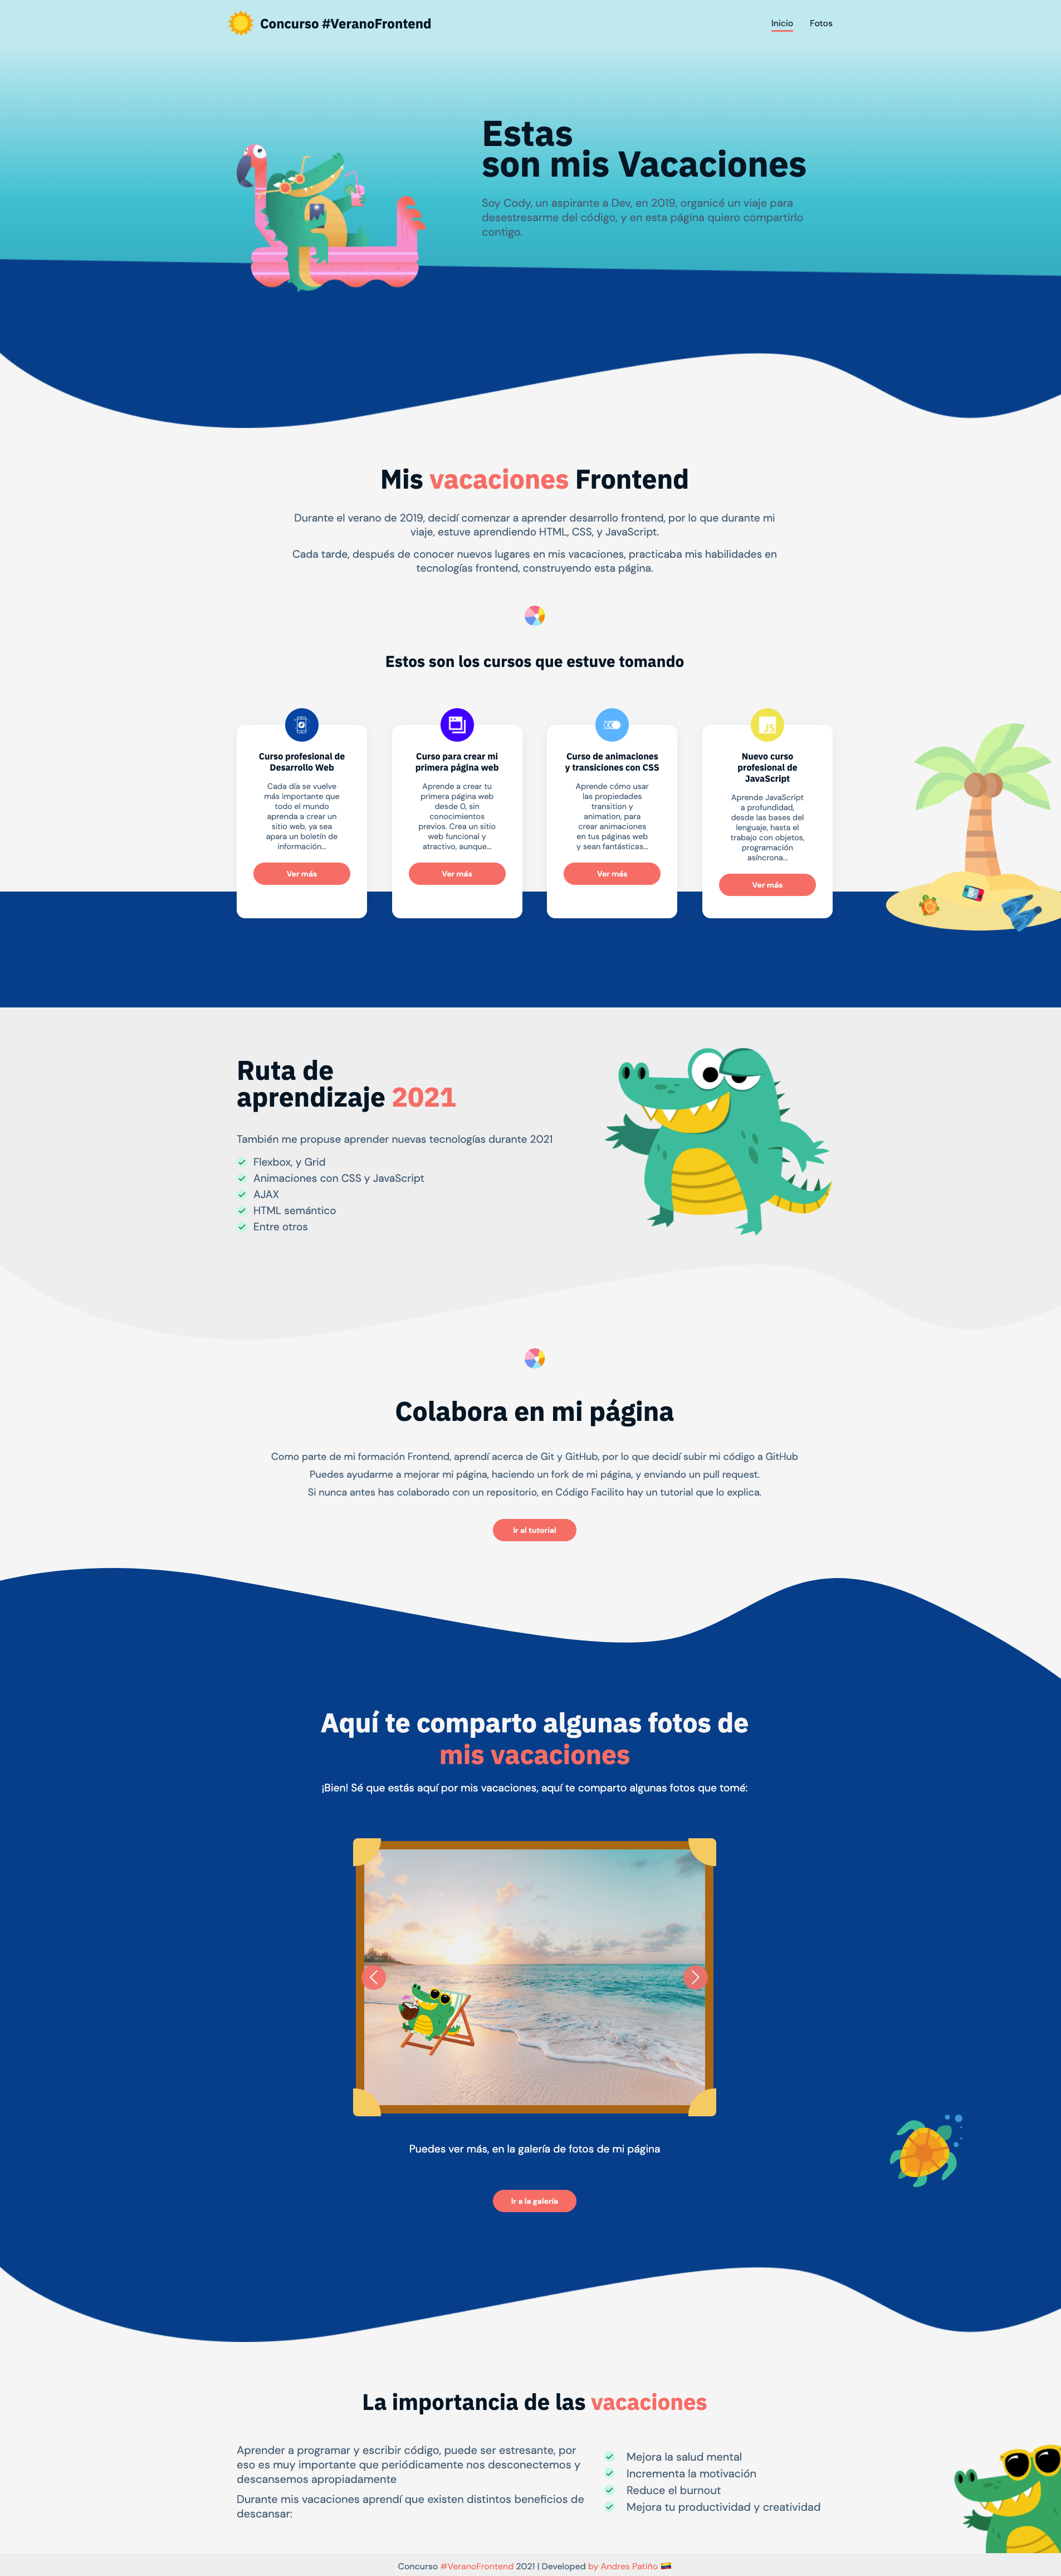 Concurso #VeranoFrontend
Inicio
Fotos
Estas
son mis Vacaciones
Soy Cody, un aspirante a Dev, en 2019, organicé un viaje para
desestresarme del código, y en esta página quiero compartirlo
contigo.
Mis vacaciones Frontend
Durante el verano de 2019, decidí comenzar a aprender desarrollo frontend, por lo que durante mi
viaje, estuve aprendiendo HTML, CSS, y JavaScript.
Cada tarde, después de conocer nuevos lugares en mis vacaciones, practicaba mis habilidades en
tecnologías frontend, construyendo esta página.
Estos son los cursos que estuve tomando
Curso profesional de
Desarrollo Web
Cada día se vuelve
más importante que
todo el mundo
aprenda a crear un
sitio web, ya sea
apara un boletín de
información...
Ver más
Curso para crear mi
primera página web
Aprende a crear tu
primera página web
desde 0, sin
conocimientos
previos. Crea un sitio
web funcional y
atractivo, aunque...
Ver más
Curso de animaciones
y transiciones con CSS
Aprende cómo usar
las propiedades
transition y
animation, para
crear animaciones
en tus páginas web
y sean fantásticas...
Ver más
JS
Nuevo curso
profesional de
JavaScript
Aprende JavaScript
a profundidad,
desde las bases del
lenguaje, hasta el
trabajo con objetos,
programación
asíncrona...
Ver más
Ruta de
aprendizaje 2021
También me propuse aprender nuevas tecnologías durante 2021
Flexbox, y Grid
Animaciones con CSS y JavaScript
AJAX
HTML semántico
Entre otros
Colabora en mi página
Como parte de mi formación Frontend, aprendí acerca de Git y GitHub, por lo que decidí subir mi código a GitHub
Puedes ayudarme a mejorar mi página, haciendo un fork de mi página, y enviando un pull request.
Si nunca antes has colaborado con un repositorio, en Código Facilito hay un tutorial que lo explica.
Ir al tutorial
Aquí te comparto algunas fotos de
mis vacaciones
¡Bien! Sé que estás aquí por mis vacaciones, aquí te comparto algunas fotos que tomé:
Puedes ver más, en la galería de fotos de mi página
Ir a la galería
La importancia de las vacaciones
Aprender a programar y escribir código, puede ser estresante, por
eso es muy importante que periódicamente nos desconectemos y
descansemos apropiadamente
Durante mis vacaciones aprendí que existen distintos beneficios de
descansar:
Mejora la salud mental
Incrementa la motivación
Reduce el burnout
Mejora tu productividad y creatividad
Concurso #VeranoFrontend 2021 | Developed by Andres Patiño 🇨🇴